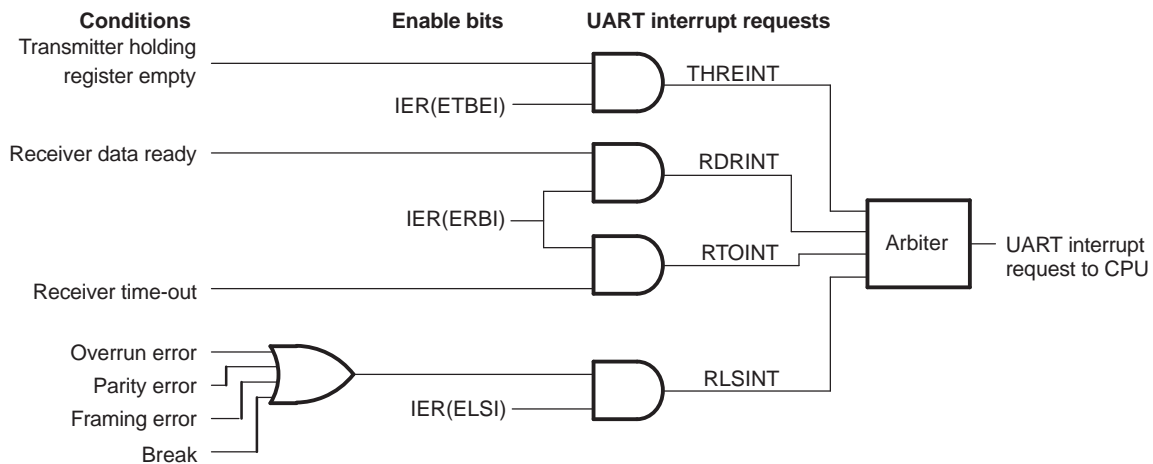 Conditions
Enable bits
UART interrupt requests
Transmitter holding
register empty
THREINT
IER(ETBEI)
Receiver data ready
RDRINT
IER(ERBI)
Arbiter
UART interrupt
request to CPU
RTOINT
Receiver time-out
Overrun error
Parity error
RLSINT
Framing error
IER(ELSI)
Break